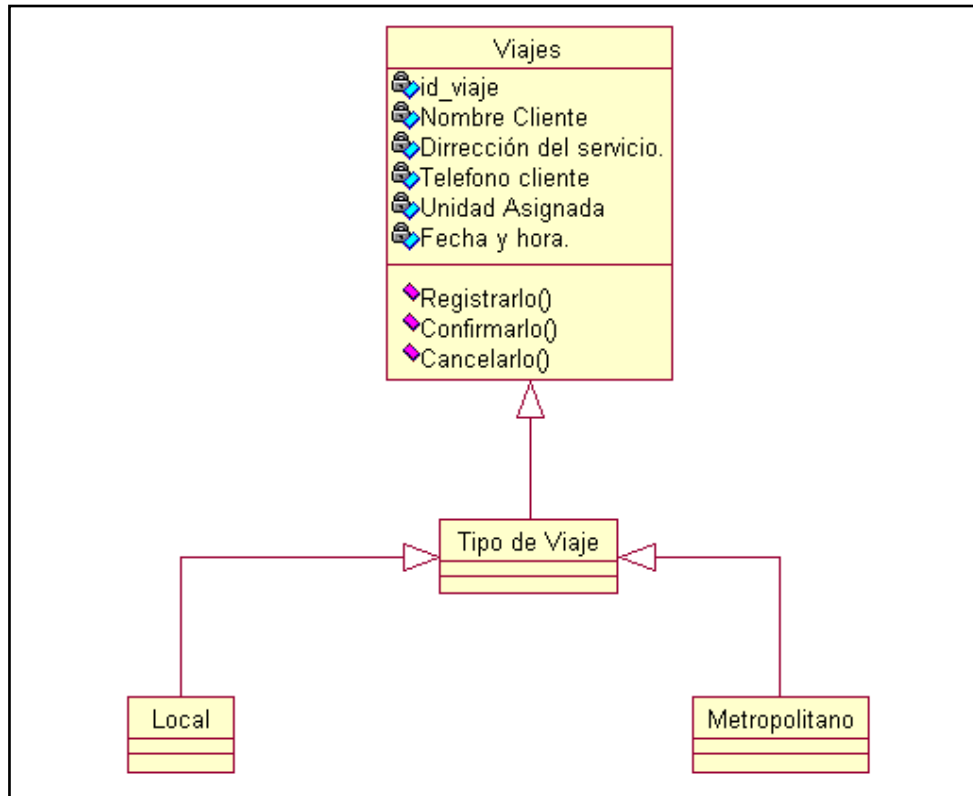 Viajes
id_viaje
Nombre Cliente
Dirrección del servicio.
Telefono cliente
Unidad Asignada
Fecha y hora.
Registrarlo()
Confirmarlo()
Cancelarlo()
Tipo de Viaje
Local
Metropolitano